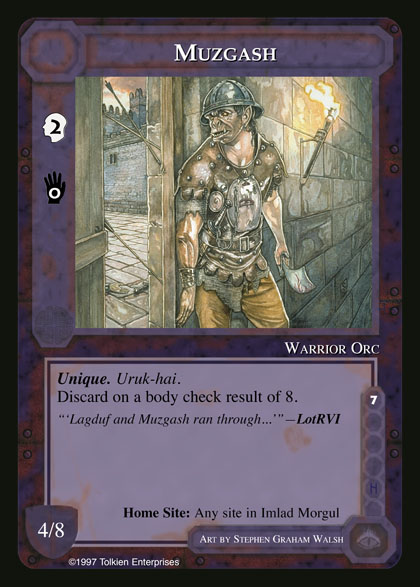 MUZGASH
2
WARRIOR ORC
Unique. Uruk-hai.
Discard on a body check result of 8.
“‘Lagduf and Muzgash ran through...’”–LotRVI
7
H
Home Site: Any site in Imlad Morgul
4/8
ART BY STEPHEN GRAHAM WALSH
©1997 Tolkien Enterprises